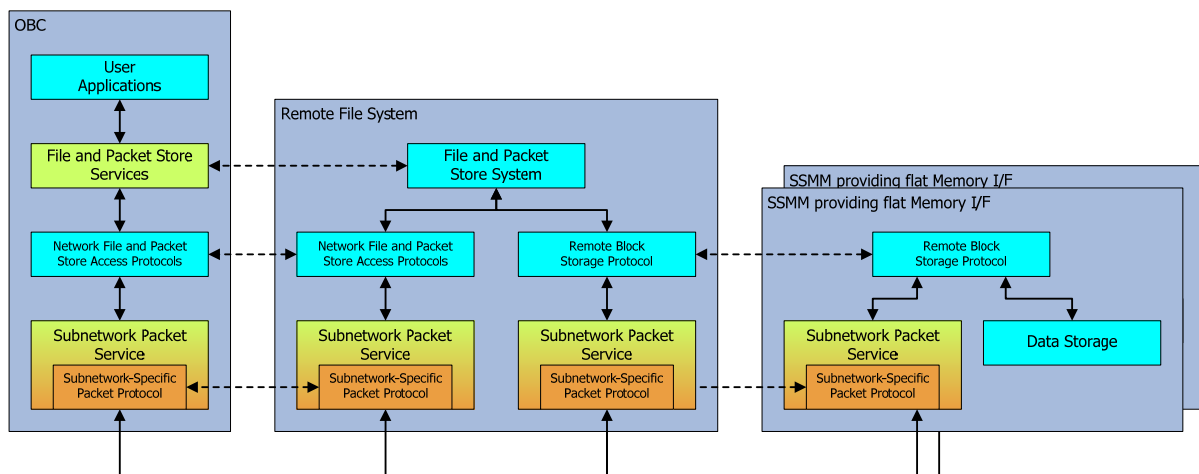 OBC
User
Applications
File and Packet Store
Services
Network File and Packet
Store Access Protocols
Subnetwork Packet
Service
Subnetwork-Specific
Packet Protocol
Remote File System
File and Packet
Store System
Network File and Packet
Store Access Protocols
Remote Block
Storage Protocol
Subnetwork Packet
Service
Subnetwork-Specific
Packet Protocol
Subnetwork Packet
Service
Subnetwork-Specific
Packet Protocol
SSMM providing flat Memory I/F
SSMM providing flat Memory I/F
Remote Block
Storage Protocol
Subnetwork Packet
Service
Subnetwork-Specific
Packet Protocol
Data Storage